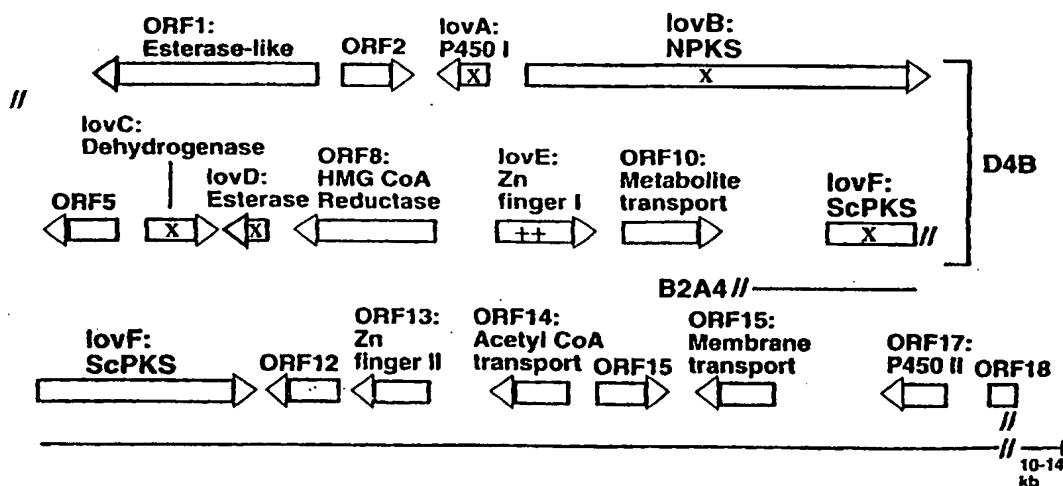 ORF1:
Esterase-like
ORF2
lovA:
P450 I
X
lovB:
NPKS
X
//
lovC:
Dehydrogenase
ORF5
X
lovD:
Esterase
X
ORF8:
HMG CoA
Reductase
lovE:
Zn
finger I
++
ORF10:
Metabolite
transport
lovF:
ScPKS
X
//
D4B
B2A4 //
lovF:
ScPKS
ORF12
ORF13:
Zn
finger II
ORF14:
Acetyl CoA
transport
ORF15
ORF15:
Membrane
transport
ORF17:
P450 II
ORF18
//
//
10-14
kb